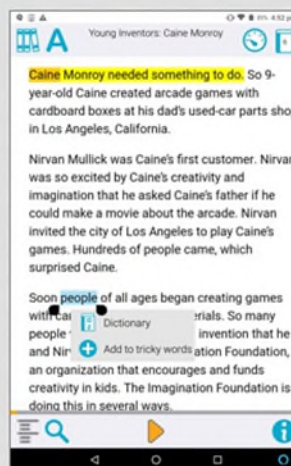 4:52 p
A
Young Inventors: Caine Monroy
Caine Monroy needed something to do. So 9-
year-old Caine created arcade games with
cardboard boxes at his dad's used-car parts sho
in Los Angeles, California.
Nirvan Mullick was Caine's first customer. Nirvan
was so excited by Caine's creativity and
imagination that he asked Caine's father if he
could make a movie about the arcade. Nirvan
invited the city of Los Angeles to play Caine's
games. Hundreds of people came, which
surprised Caine.
Soon people of all ages began creating games
with car erials. So many
Dictionary
people invention that he
Add to tricky words
and Nir ation Foundation,
an organization that encourages and funds
creativity in kids. The Imagination Foundation is
doing this in several ways.